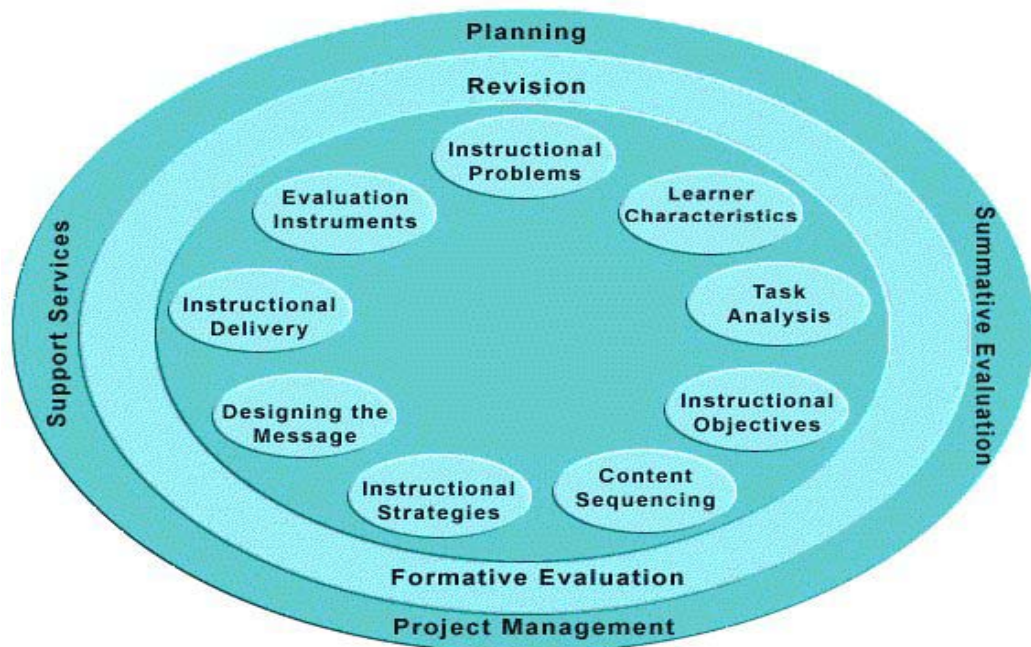 Planning
Revision
Instructional
Problems
Learner
Characteristics
Task
Analysis
Instructional
Objectives
Content
Sequencing
Instructional
Strategies
Designing the
Message
Instructional
Delivery
Evaluation
Instruments
Support Services
Summative Evaluation
Formative Evaluation
Project Management